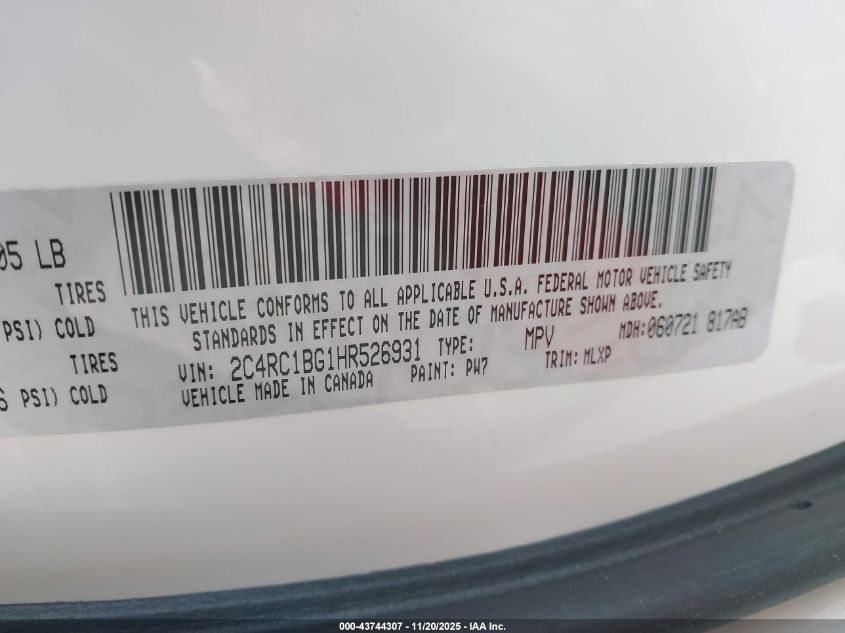 05 LB
TIRES
PSI) COLD
TIRES
PSI) COLD
THIS VEHICLE CONFORMS TO ALL APPLICABLE U.S.A. FEDERAL MOTOR VEHICLE SAFETY
STANDARDS IN EFFECT ON THE DATE OF MANUFACTURE SHOWN ABOVE.
VIN: 2C4RC1BG1HR526931 TYPE: MPV MDH:060721 817AB
VEHICLE MADE IN CANADA PAINT: PW7 TRIM: MLXP
000-43744307 - 11/20/2025 - IAA Inc.